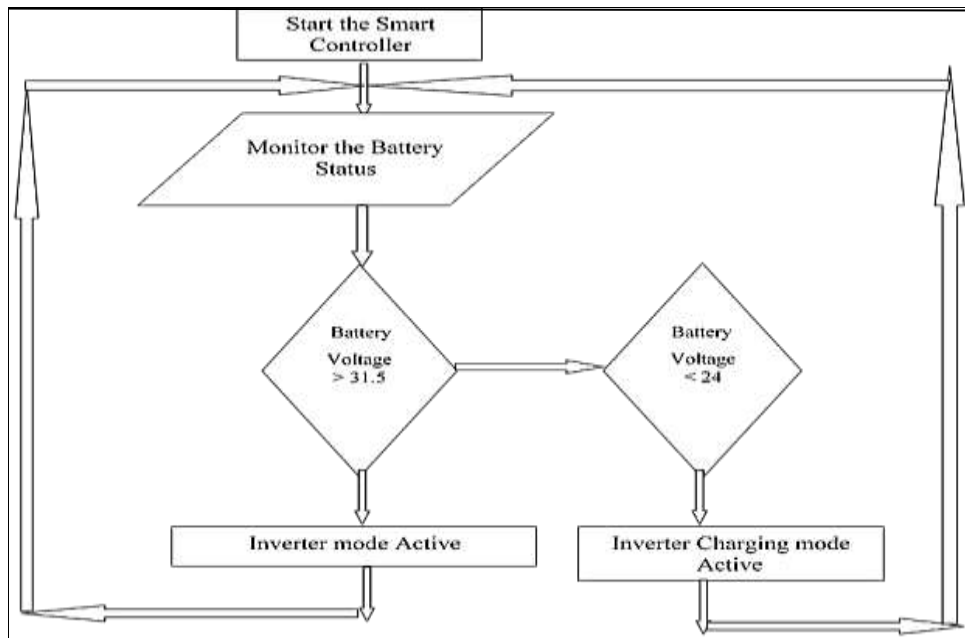 Start the Smart
Controller
Monitor the Battery
Status
Battery
Voltage
> 31.5
Battery
Voltage
< 24
Inverter mode Active
Inverter Charging mode
Active